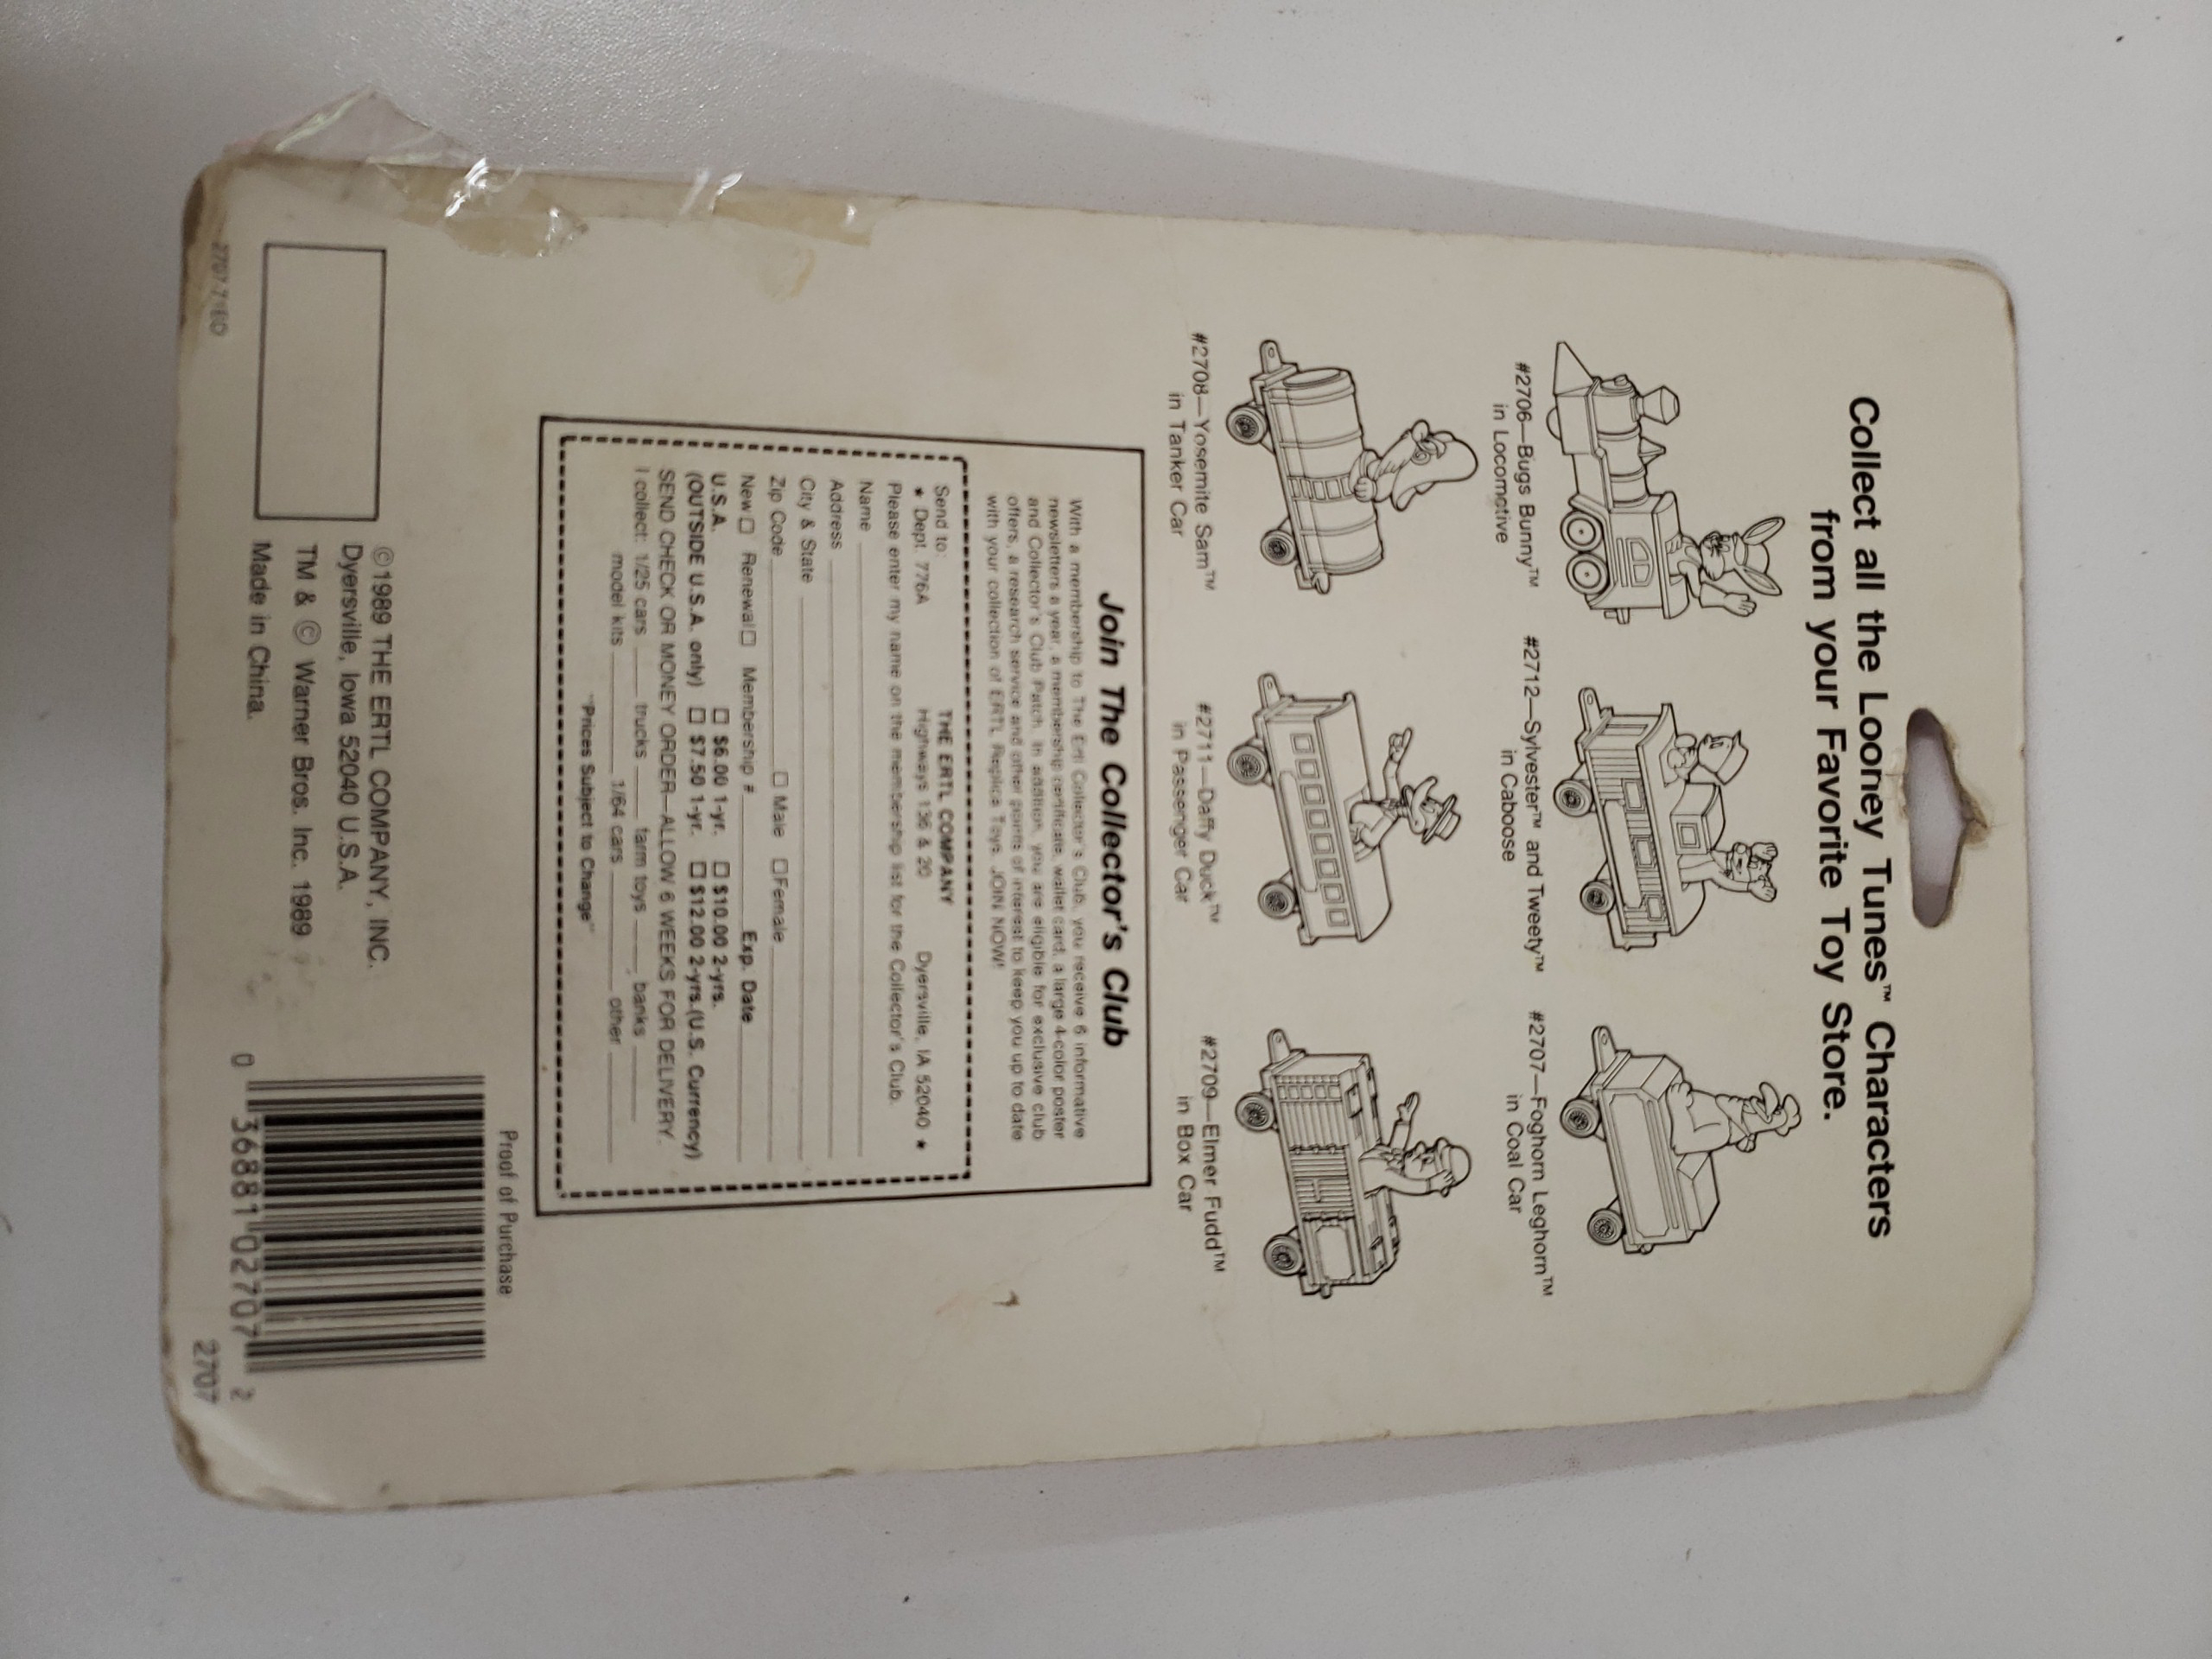 Collect all the Looney Tunes™ Characters
from your Favorite Toy Store.
#2706—Bugs Bunny™
in Locomotive
#2712—Sylvester™ and Tweety™
in Caboose
#2707—Foghorn Leghorn™
in Coal Car
#2708—Yosemite Sam™
in Tanker Car
#2711—Daffy Duck™
in Passenger Car
#2709—Elmer Fudd™
in Box Car
Join The Collector's Club
With a membership to The Ertl Collector's Club, you receive 6 informative
newsletters a year, a membership certificate, wallet card, a large 4-color poster
and Collector's Club Patch. In addition, you are eligible for exclusive club
offers, a research service and other points of interest to keep you up to date
with your collection of ERTL Replica Toys. JOIN NOW!
Send to: THE ERTL COMPANY
★ Dept. 776A Highways 136 & 20 Dyersville, IA 52040 ★
Please enter my name on the membership list for the Collector's Club.
Name
Address
City & State
Zip Code □ Male □ Female
New □ Renewal □ Membership # Exp. Date
U.S.A. □ $6.00 1-yr. □ $10.00 2-yrs.
(OUTSIDE U.S.A. only) □ $7.50 1-yr. □ $12.00 2-yrs. (U.S. Currency)
SEND CHECK OR MONEY ORDER—ALLOW 6 WEEKS FOR DELIVERY.
I collect: 1/25 cars ___ trucks ___ farm toys ___, banks ___
model kits ___ 1/64 cars ___ other ___
"Prices Subject to Change"
Proof of Purchase
©1989 THE ERTL COMPANY, INC.
Dyersville, Iowa 52040 U.S.A.
TM & © Warner Bros. Inc. 1989
Made in China.
0 36881 02707 2
2707